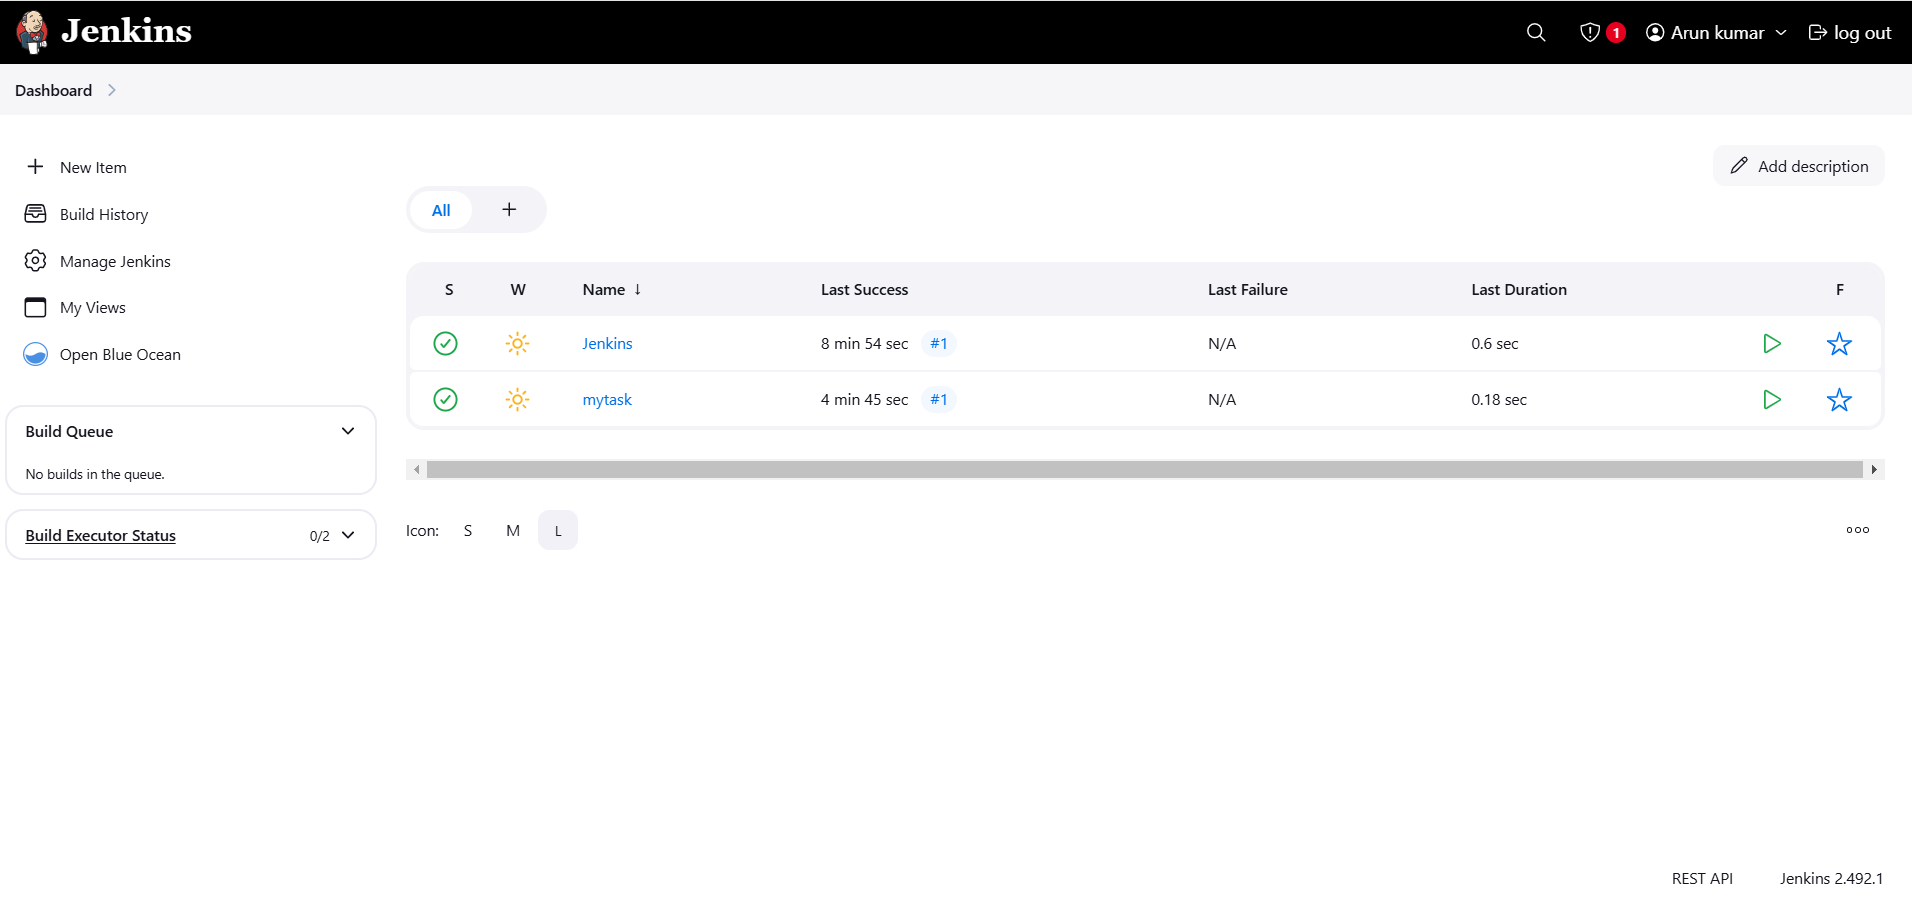 Jenkins
1
Arun kumar
log out
Dashboard
New Item
Build History
Manage Jenkins
My Views
Open Blue Ocean
Build Queue
No builds in the queue.
Build Executor Status 0/2
Add description
All +
S W Name ↓ Last Success Last Failure Last Duration F
Jenkins 8 min 54 sec #1 N/A 0.6 sec
mytask 4 min 45 sec #1 N/A 0.18 sec
Icon: S M L
REST API Jenkins 2.492.1